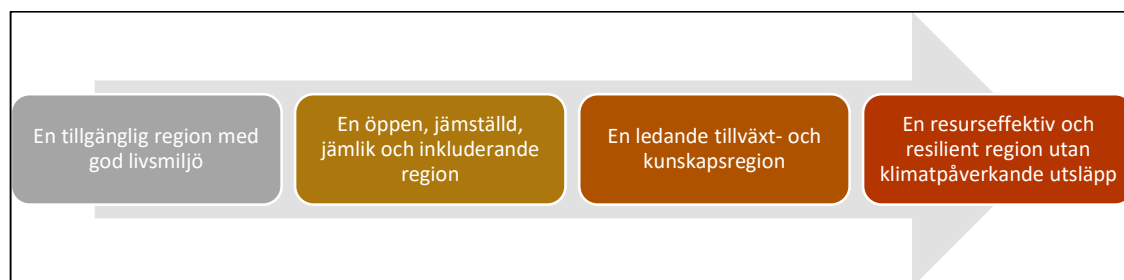 En tillgänglig region med
god livsmiljö
En öppen, jämställd,
jämlik och inkluderande
region
En ledande tillväxt- och
kunskapsregion
En resurseffektiv och
resilient region utan
klimatpåverkande utsläpp